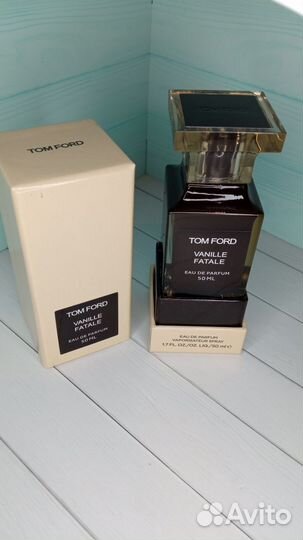 TOM FORD
TOM FORD
VANILLE
FATALE
EAU DE PARFUM
50 ML
TOM FORD
VANILLE
FATALE
EAU DE PARFUM
50 ML
EAU DE PARFUM
VAPORISATEUR SPRAY
1.7 FL. OZ./OZ. LIQ./50 ml e
Avito